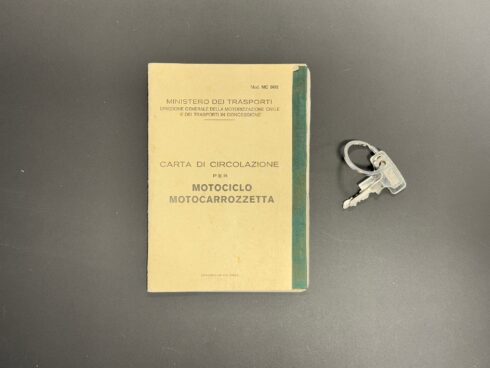 Mod. MC 805
MINISTERO DEI TRASPORTI
DIREZIONE GENERALE DELLA MOTORIZZAZIONE CIVILE
E DEI TRASPORTI IN CONCESSIONE
CARTA DI CIRCOLAZIONE
PER
MOTOCICLO
MOTOCARROZZETTA